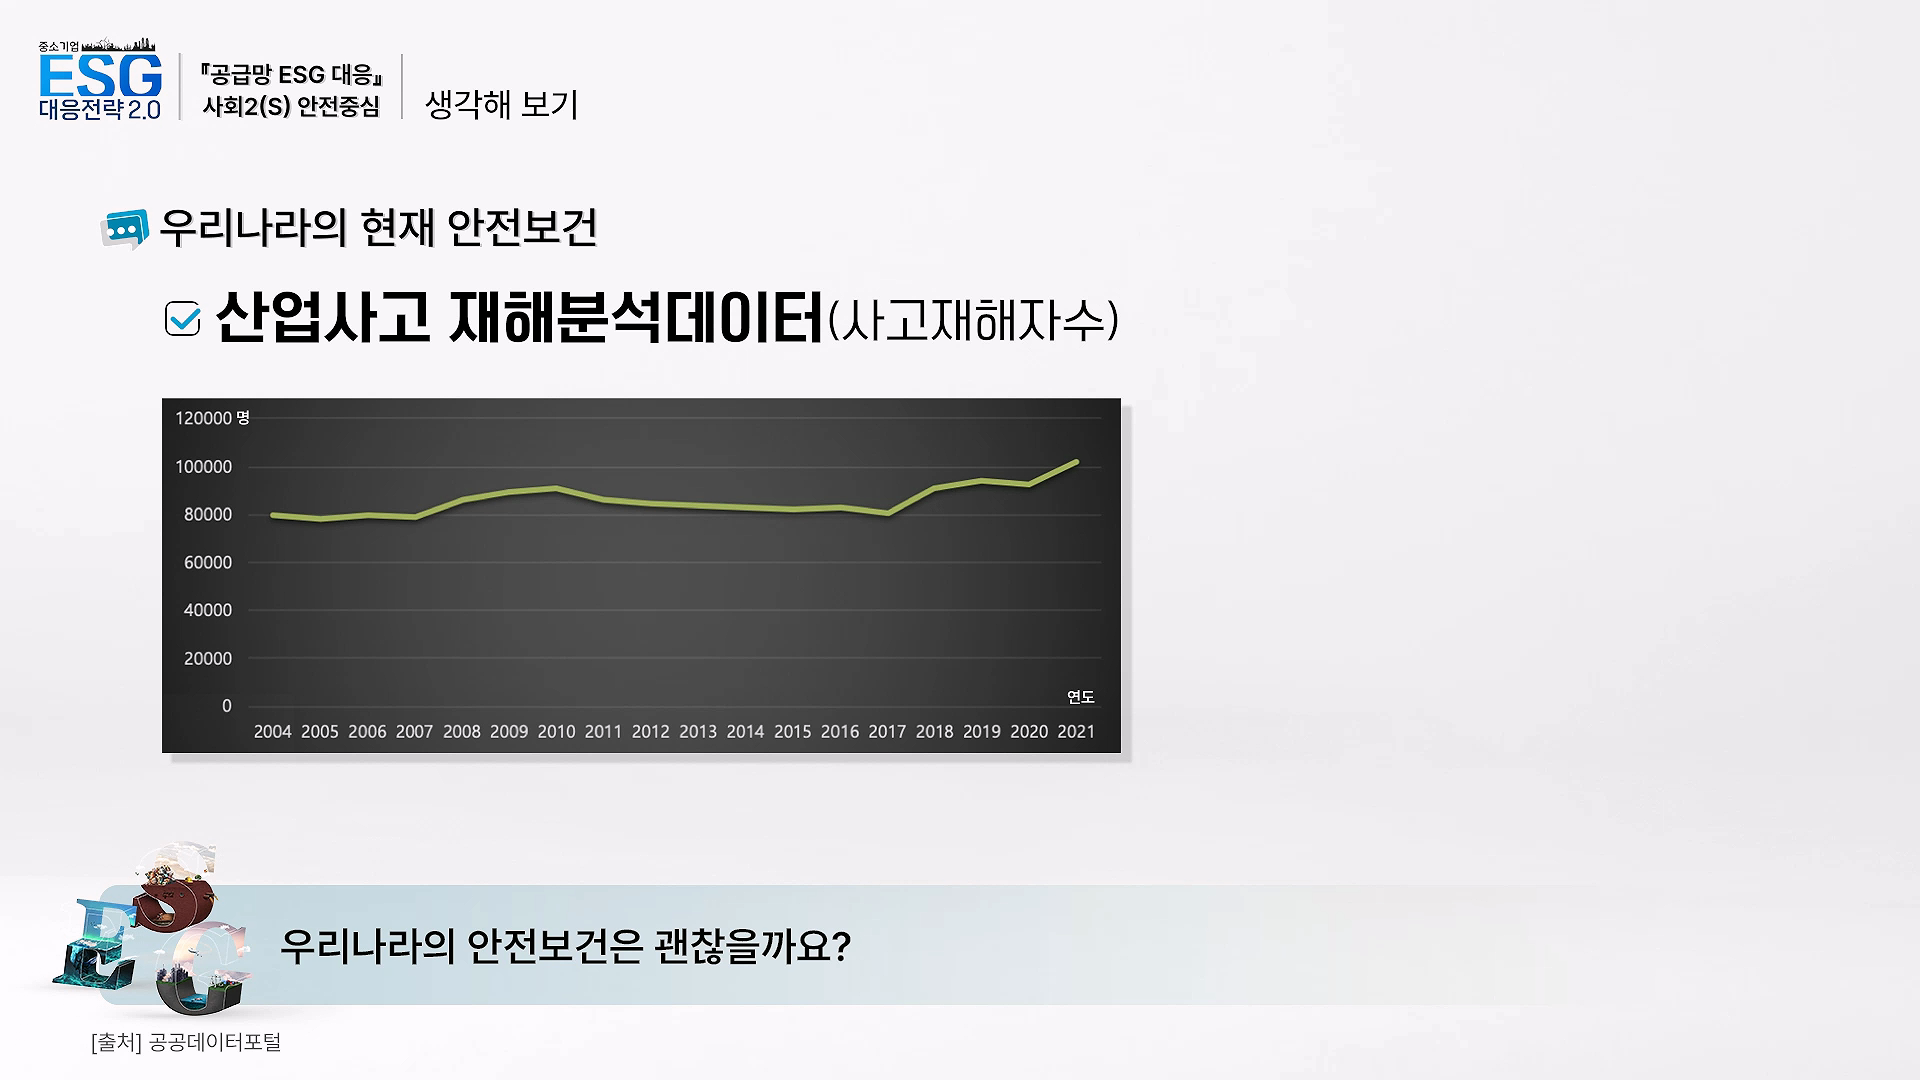 중소기업
ESG
대응전략 2.0
『공급망 ESG 대응』
사회2(S) 안전중심
생각해 보기
우리나라의 현재 안전보건
산업사고 재해분석데이터(사고재해자수)
120000 명
100000
80000
60000
40000
20000
0
연도
2004 2005 2006 2007 2008 2009 2010 2011 2012 2013 2014 2015 2016 2017 2018 2019 2020 2021
우리나라의 안전보건은 괜찮을까요?
ESG
[출처] 공공데이터포털